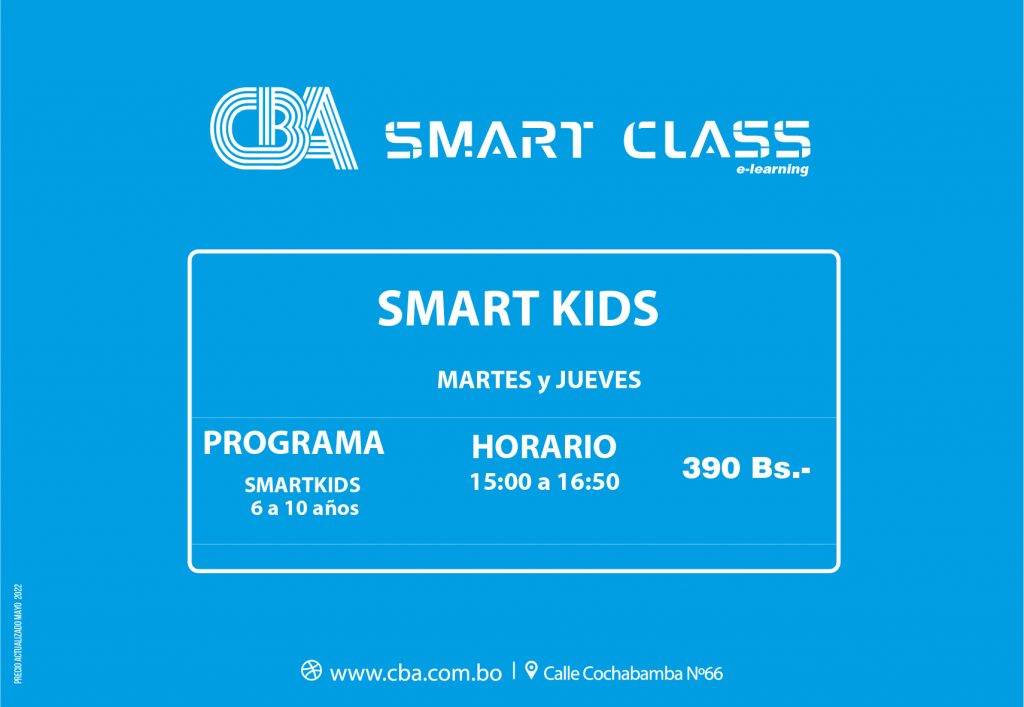 CBA SMART CLASS
e-learning
SMART KIDS
MARTES y JUEVES
PROGRAMA
SMARTKIDS
6 a 10 años
HORARIO
15:00 a 16:50
390 Bs.-
PRECIO ACTUALIZADO MAYO 2022
www.cba.com.bo | Calle Cochabamba Nº66